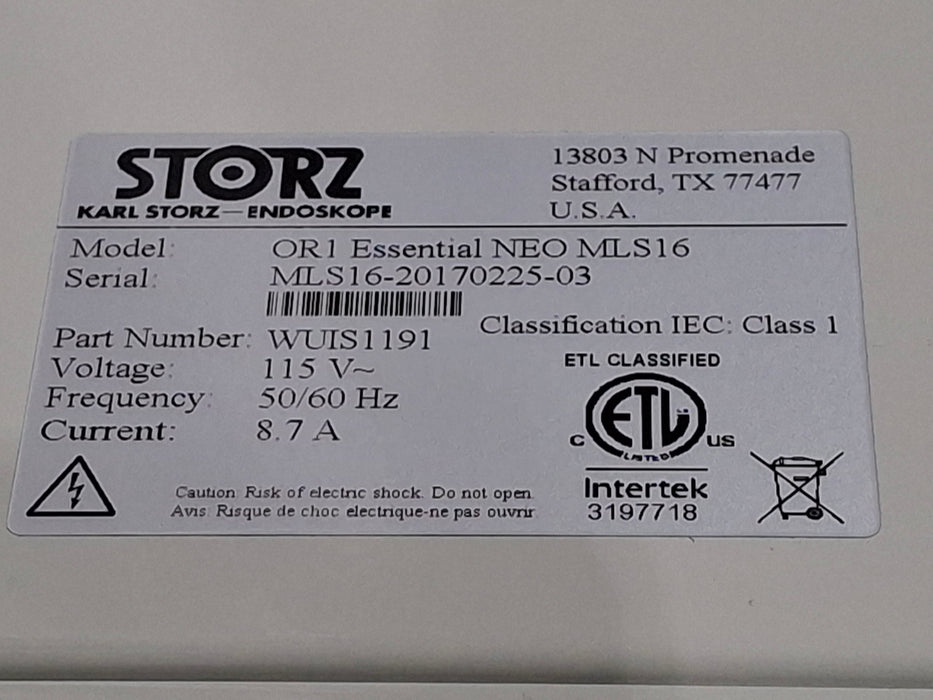 STORZ
KARL STORZ—ENDOSKOPE
13803 N Promenade
Stafford, TX 77477
U.S.A.
Model: OR1 Essential NEO MLS16
Serial: MLS16-20170225-03
Part Number: WUIS1191
Classification IEC: Class 1
Voltage: 115 V~
Frequency: 50/60 Hz
Current: 8.7 A
ETL CLASSIFIED
c ETL us
LISTED
Intertek
3197718
Caution: Risk of electric shock. Do not open.
Avis: Risque de choc electrique-ne pas ouvrir